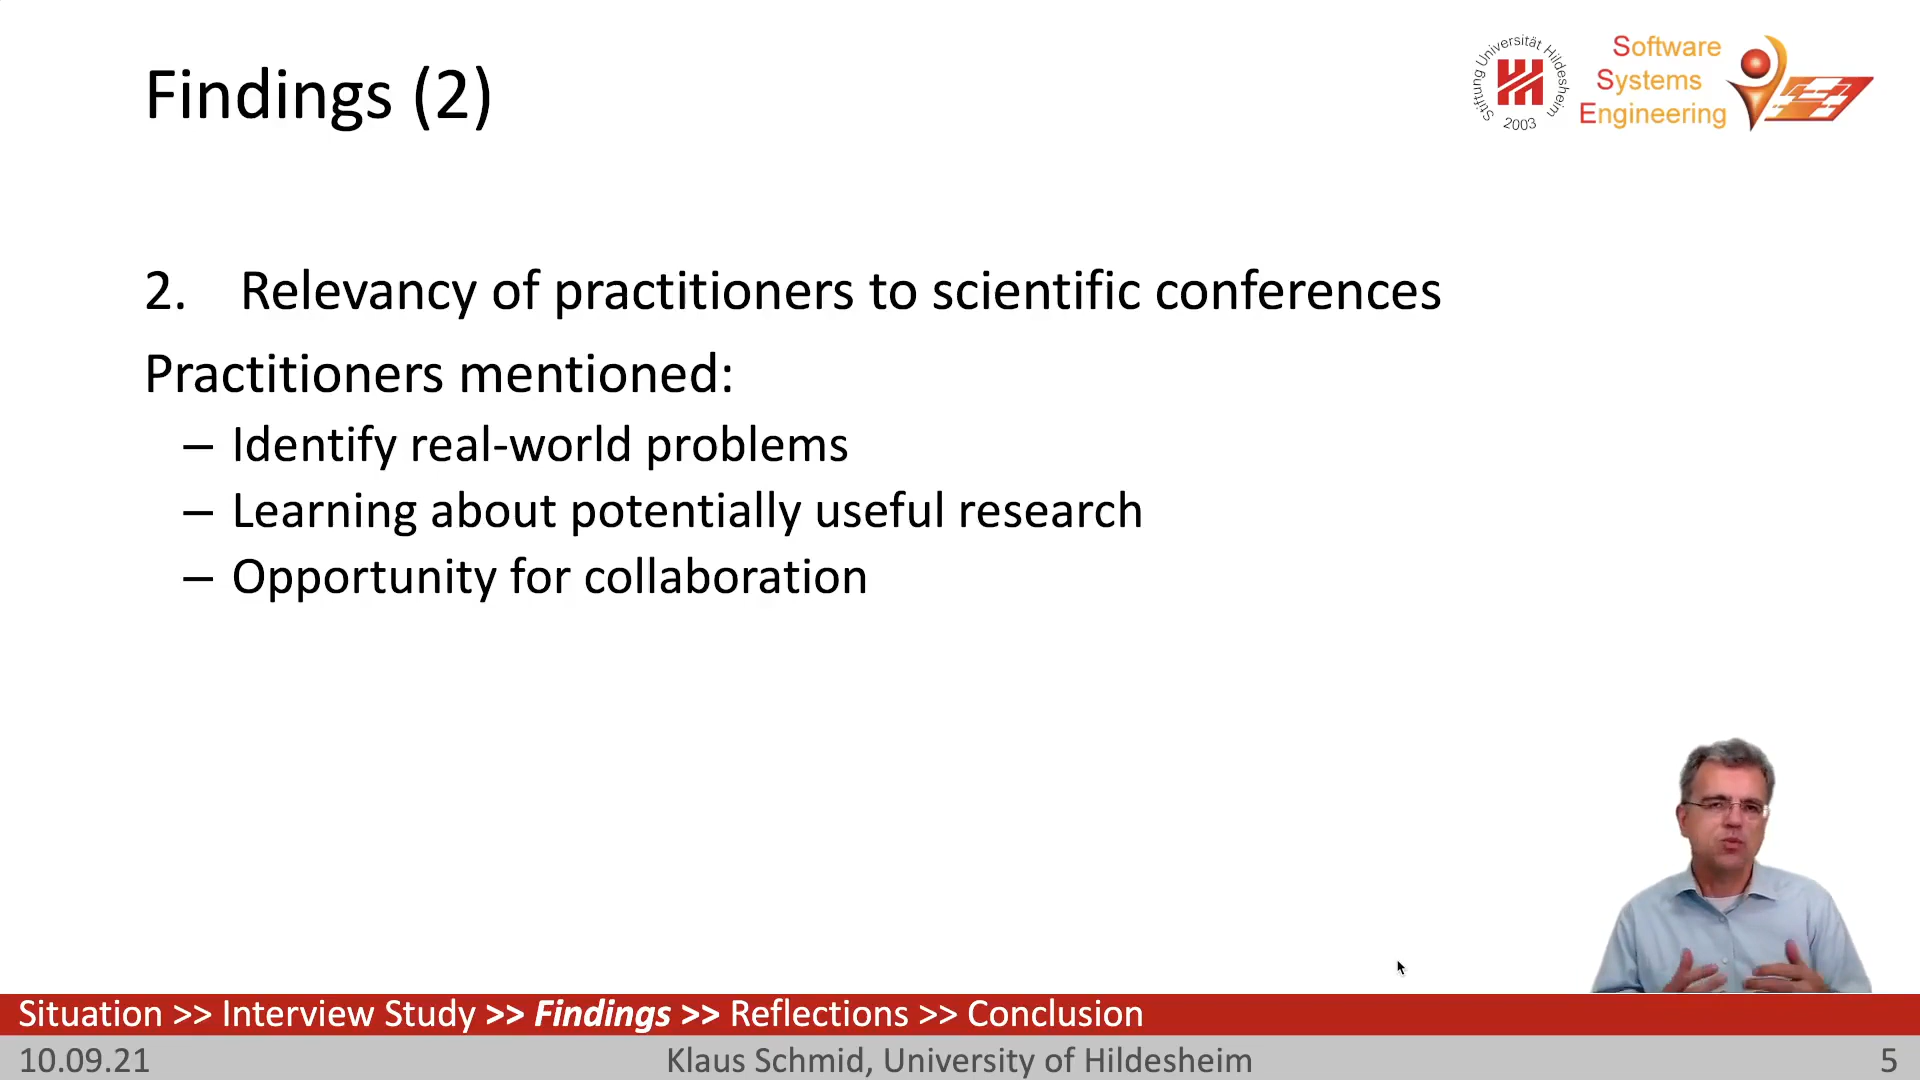 Findings (2)
Stiftung Universität Hildesheim
2003
Software
Systems
Engineering
2. Relevancy of practitioners to scientific conferences
Practitioners mentioned:
– Identify real-world problems
– Learning about potentially useful research
– Opportunity for collaboration
Situation >> Interview Study >> Findings >> Reflections >> Conclusion
10.09.21 Klaus Schmid, University of Hildesheim 5